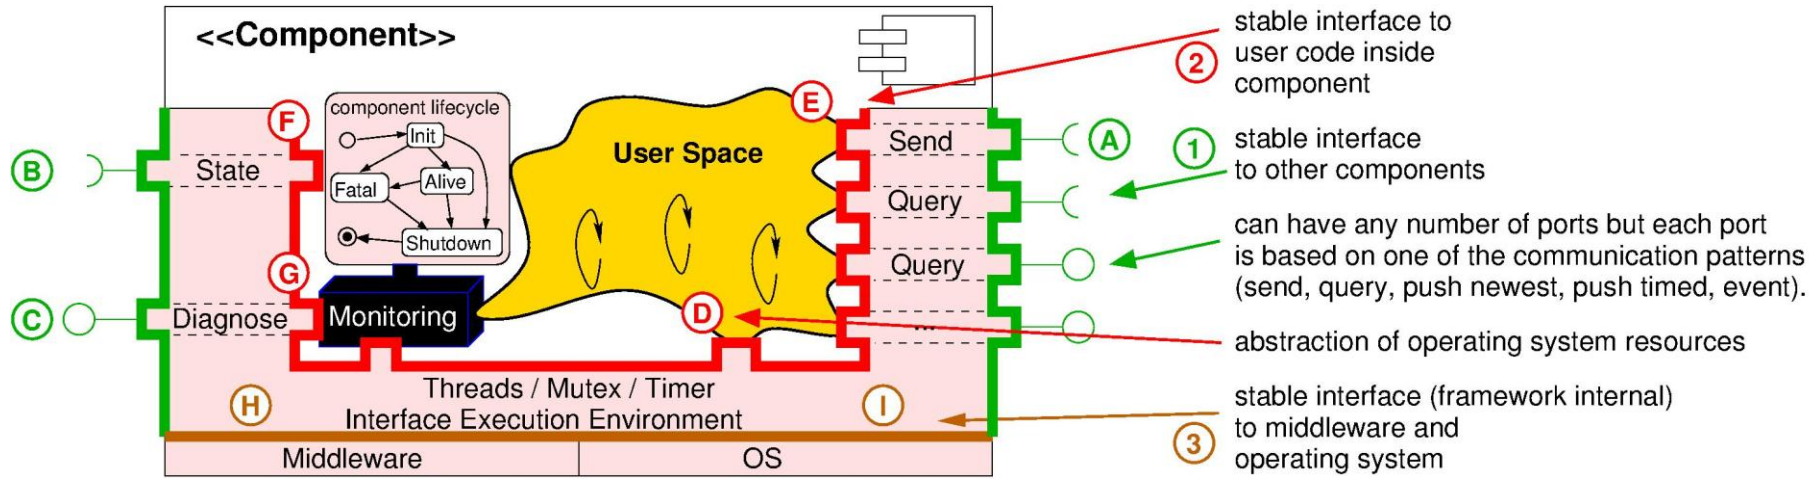 <<Component>>
stable interface to
user code inside
component
2
E
component lifecycle
F
Init
Send
A
User Space
1
stable interface
to other components
B
State
Fatal
Alive
Query
can have any number of ports but each port
is based on one of the communication patterns
(send, query, push newest, push timed, event).
Shutdown
Query
G
C
Diagnose
Monitoring
D
...
abstraction of operating system resources
Threads / Mutex / Timer
H
I
Interface Execution Environment
stable interface (framework internal)
to middleware and
operating system
3
Middleware
OS